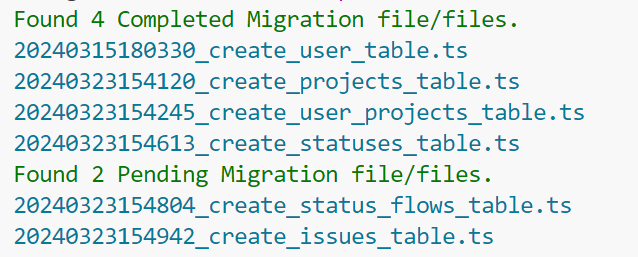 Found 4 Completed Migration file/files.
20240315180330_create_user_table.ts
20240323154120_create_projects_table.ts
20240323154245_create_user_projects_table.ts
20240323154613_create_statuses_table.ts
Found 2 Pending Migration file/files.
20240323154804_create_status_flows_table.ts
20240323154942_create_issues_table.ts